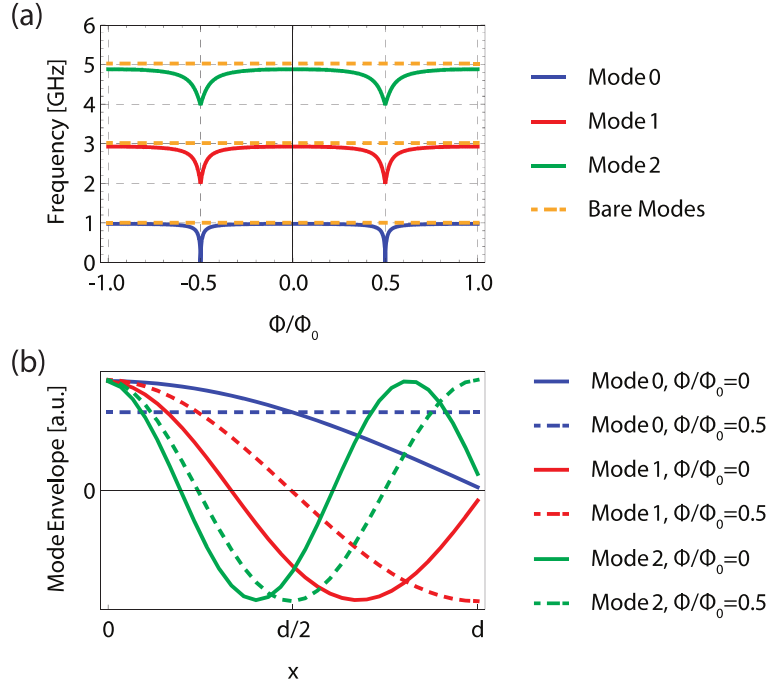 (a)
Frequency [GHz]
6
5
4
3
2
1
0
-1.0 -0.5 0.0 0.5 1.0
Φ/Φ₀
Mode 0
Mode 1
Mode 2
Bare Modes
(b)
Mode Envelope [a.u.]
0
0 d/2 d
x
Mode 0, Φ/Φ₀=0
Mode 0, Φ/Φ₀=0.5
Mode 1, Φ/Φ₀=0
Mode 1, Φ/Φ₀=0.5
Mode 2, Φ/Φ₀=0
Mode 2, Φ/Φ₀=0.5